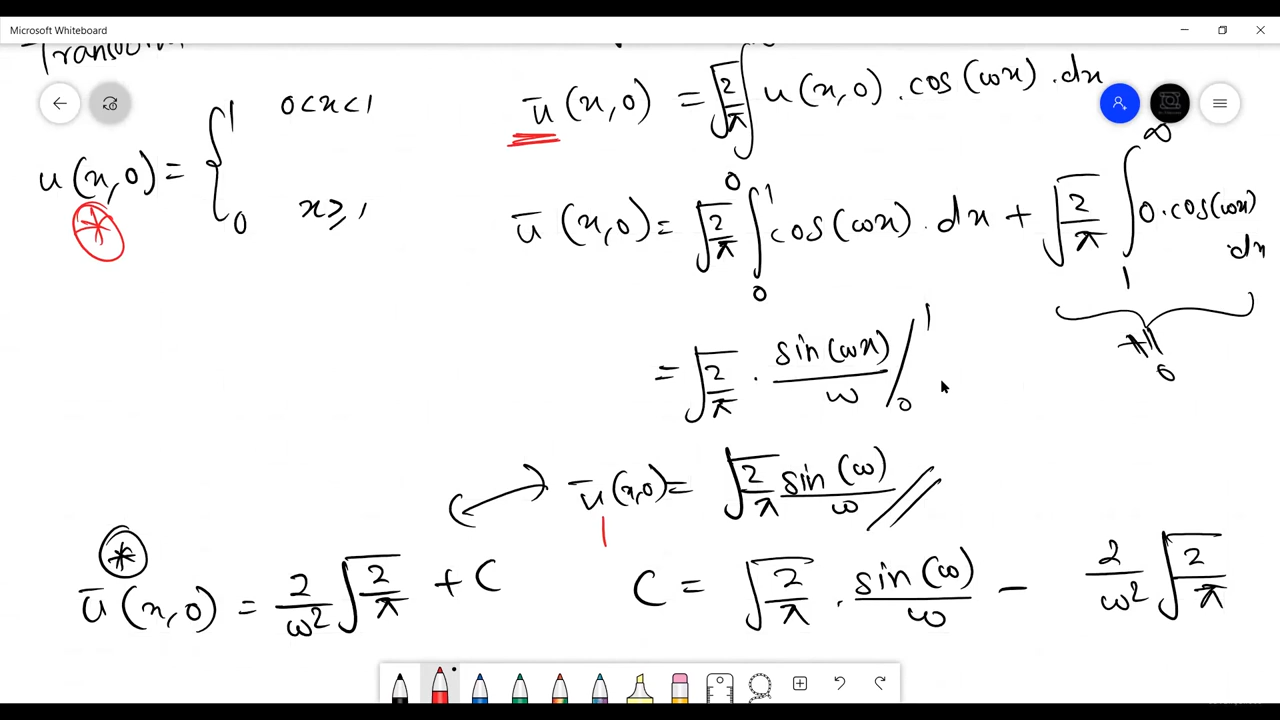 Microsoft Whiteboard
u(x,0) = { 1 0<x<1
0 x≥1
ū(x,0) = √(2/π) ∫ u(x,0) . cos(ωx) . dx
ū(x,0) = √(2/π) ∫₀¹ cos(ωx) . dx + √(2/π) ∫₁^∞ 0 . cos(ωx) . dx
0
= √(2/π) . sin(ωx)/ω /₀¹
ū(x,0) = √(2/π) sin(ω)/ω //
* ū(x,0) = 2/ω² √(2/π) + C
C = √(2/π) . sin(ω)/ω − 2/ω² √(2/π)